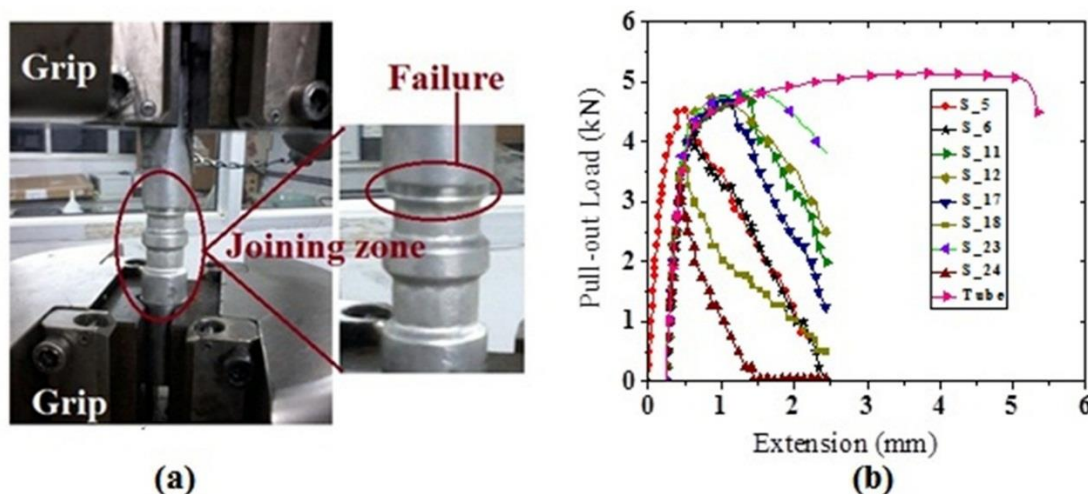 Grip
Failure
Joining zone
Grip
(a)
6
5
4
3
2
1
0
Pull-out Load (kN)
S_5
S_6
S_11
S_12
S_17
S_18
S_23
S_24
Tube
0 1 2 3 4 5 6
Extension (mm)
(b)